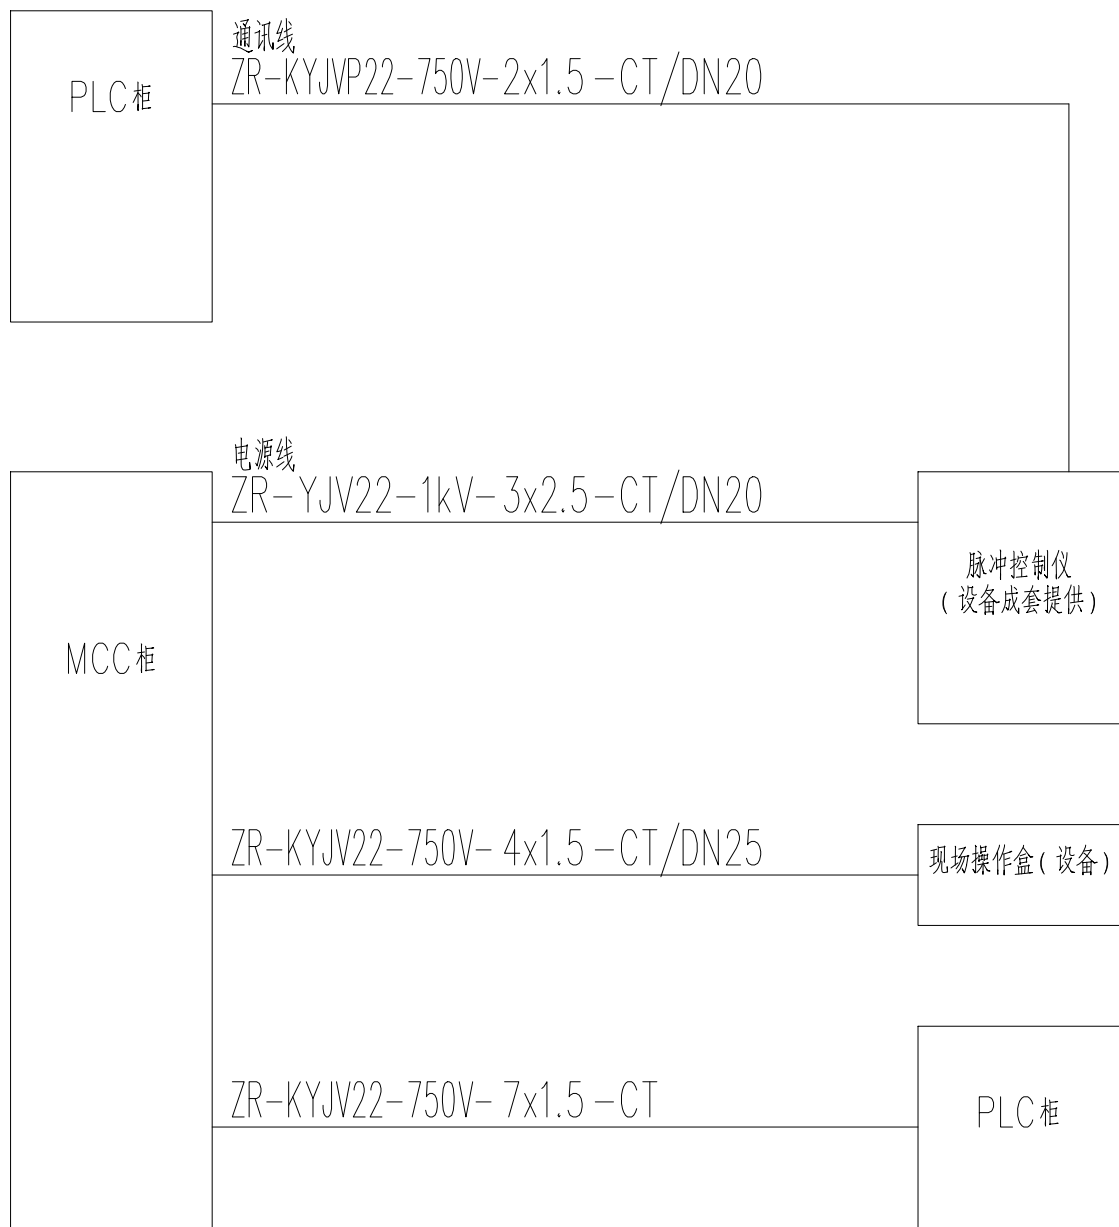 通讯线
ZR-KYJVP22-750V-2x1.5-CT/DN20
PLC柜
电源线
ZR-YJV22-1kV-3x2.5-CT/DN20
脉冲控制仪
(设备成套提供)
MCC柜
ZR-KYJV22-750V-4x1.5-CT/DN25
现场操作盒(设备)
ZR-KYJV22-750V-7x1.5-CT
PLC柜